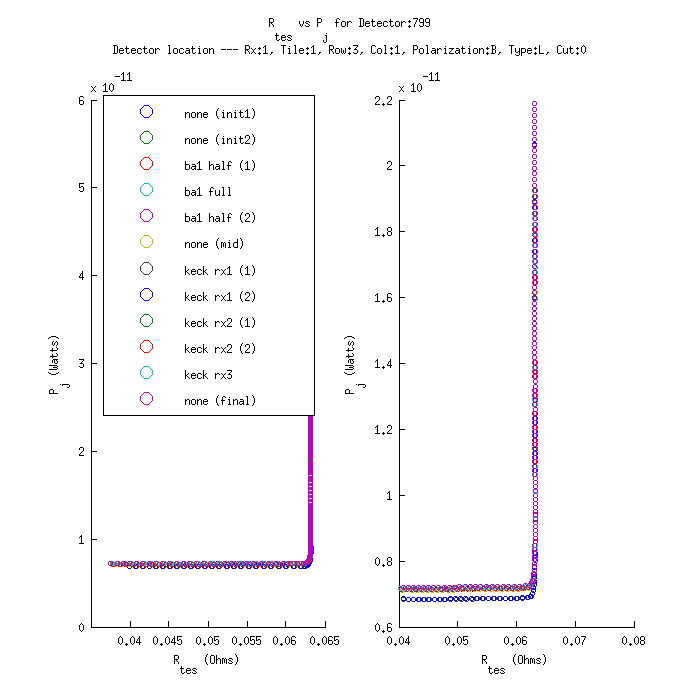 R    vs P  for Detector:799
tes    j
Detector location --- Rx:1, Tile:1, Row:3, Col:1, Polarization:B, Type:L, Cut:0
x 10^-11
6
5
4
3
2
1
0
P_j (Watts)
none (init1)
none (init2)
ba1 half (1)
ba1 full
ba1 half (2)
none (mid)
keck rx1 (1)
keck rx1 (2)
keck rx2 (1)
keck rx2 (2)
keck rx3
none (final)
0.04 0.045 0.05 0.055 0.06 0.065
R_tes (Ohms)
x 10^-11
2.2
2
1.8
1.6
1.4
1.2
1
0.8
0.6
P_j (Watts)
0.04 0.05 0.06 0.07 0.08
R_tes (Ohms)